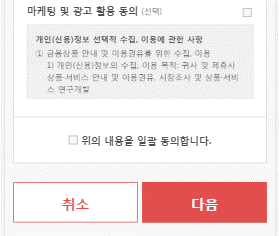 마케팅 및 광고 활용 동의 (선택)
개인(신용)정보 선택적 수집, 이용에 관한 사항
① 금융상품 안내 및 이용권유를 위한 수집, 이용
1) 개인(신용)정보의 수집, 이용 목적: 귀사 및 제휴사
상품·서비스 안내 및 이용권유, 시장조사 및 상품·서비
스 연구개발
위의 내용을 일괄 동의합니다.
취소
다음